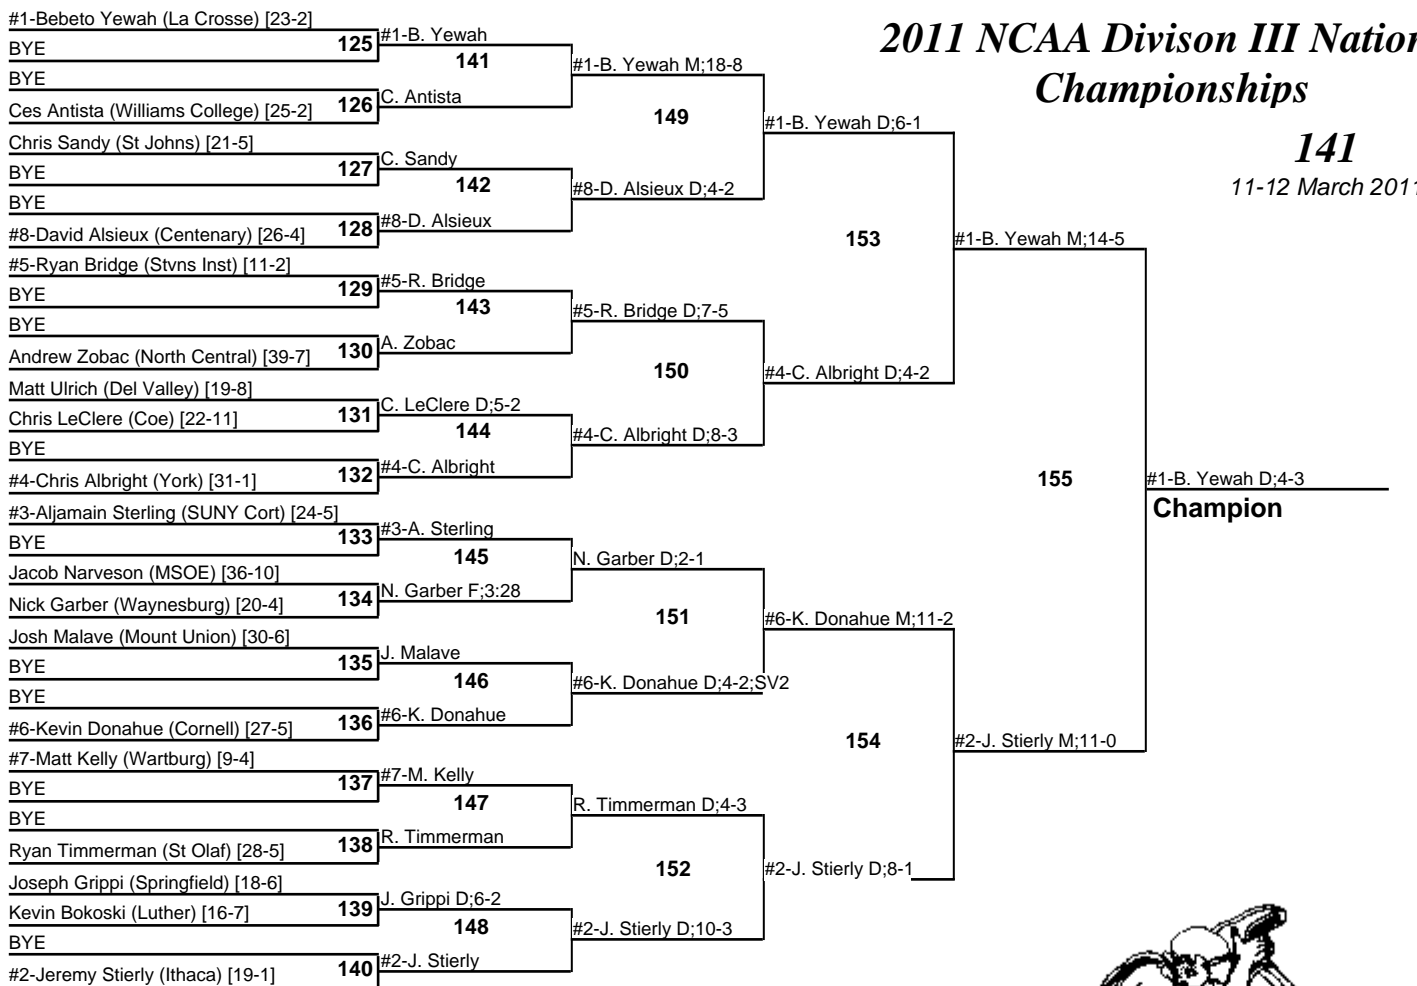 2011 NCAA Divison III Nation
Championships
141
11-12 March 2011
#1-Bebeto Yewah (La Crosse) [23-2]
BYE
125
BYE
Ces Antista (Williams College) [25-2]
126
Chris Sandy (St Johns) [21-5]
BYE
127
BYE
#8-David Alsieux (Centenary) [26-4]
128
#5-Ryan Bridge (Stvns Inst) [11-2]
BYE
129
BYE
Andrew Zobac (North Central) [39-7]
130
Matt Ulrich (Del Valley) [19-8]
Chris LeClere (Coe) [22-11]
131
BYE
#4-Chris Albright (York) [31-1]
132
#3-Aljamain Sterling (SUNY Cort) [24-5]
BYE
133
Jacob Narveson (MSOE) [36-10]
Nick Garber (Waynesburg) [20-4]
134
Josh Malave (Mount Union) [30-6]
BYE
135
BYE
#6-Kevin Donahue (Cornell) [27-5]
136
#7-Matt Kelly (Wartburg) [9-4]
BYE
137
BYE
Ryan Timmerman (St Olaf) [28-5]
138
Joseph Grippi (Springfield) [18-6]
Kevin Bokoski (Luther) [16-7]
139
BYE
#2-Jeremy Stierly (Ithaca) [19-1]
140
#1-B. Yewah
141
C. Antista
C. Sandy
142
#8-D. Alsieux
#5-R. Bridge
143
A. Zobac
C. LeClere D;5-2
144
#4-C. Albright
#3-A. Sterling
145
N. Garber F;3:28
J. Malave
146
#6-K. Donahue
#7-M. Kelly
147
R. Timmerman
J. Grippi D;6-2
148
#2-J. Stierly
#1-B. Yewah M;18-8
149
#8-D. Alsieux D;4-2
#5-R. Bridge D;7-5
150
#4-C. Albright D;8-3
N. Garber D;2-1
151
#6-K. Donahue D;4-2;SV2
R. Timmerman D;4-3
152
#2-J. Stierly D;10-3
#1-B. Yewah D;6-1
153
#4-C. Albright D;4-2
#6-K. Donahue M;11-2
154
#2-J. Stierly D;8-1
#1-B. Yewah M;14-5
155
#2-J. Stierly M;11-0
#1-B. Yewah D;4-3
Champion